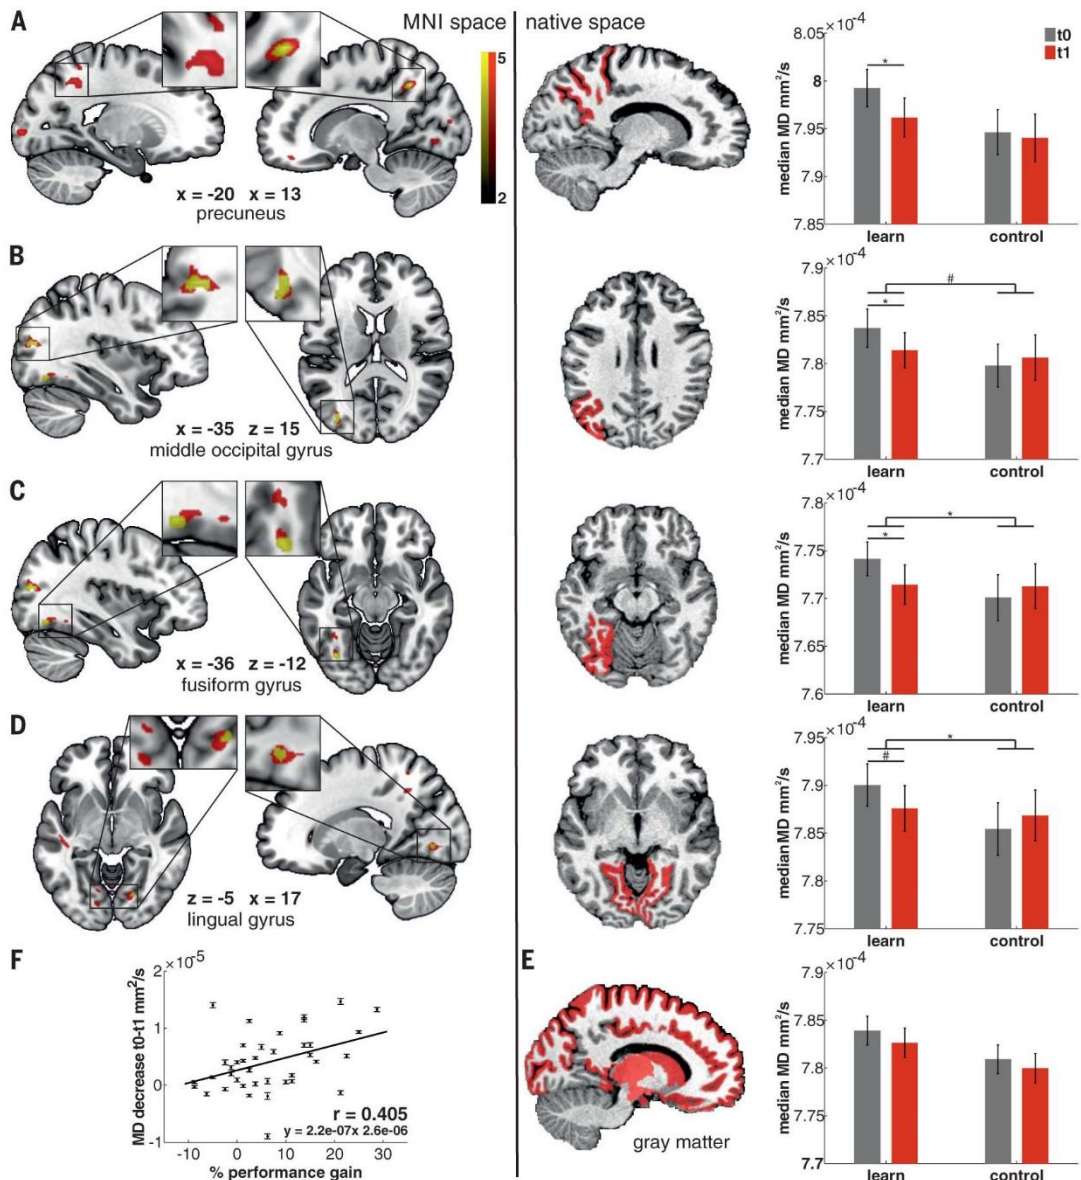 A
MNI space
native space
5
2
x = -20 x = 13
precuneus
×10⁻⁴
8.05
8
7.95
7.9
7.85
median MD mm²/s
*
t0
t1
learn control
B
x = -35 z = 15
middle occipital gyrus
×10⁻⁴
7.9
7.85
7.8
7.75
7.7
median MD mm²/s
#
*
learn control
C
x = -36 z = -12
fusiform gyrus
×10⁻⁴
7.8
7.75
7.7
7.65
7.6
median MD mm²/s
*
*
learn control
D
z = -5 x = 17
lingual gyrus
×10⁻⁴
7.95
7.9
7.85
7.8
7.75
median MD mm²/s
*
#
learn control
F
×10⁻⁵
2
1
0
-1
MD decrease t0-t1 mm²/s
r = 0.405
y = 2.2e-07x 2.6e-06
-10 0 10 20 30
% performance gain
E
gray matter
×10⁻⁴
7.9
7.85
7.8
7.75
7.7
median MD mm²/s
learn control